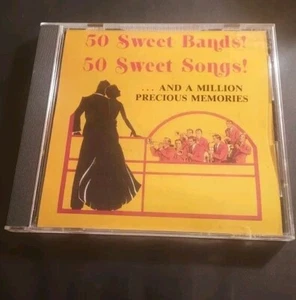 50 Sweet Bands!
50 Sweet Songs!
... AND A MILLION
PRECIOUS MEMORIES